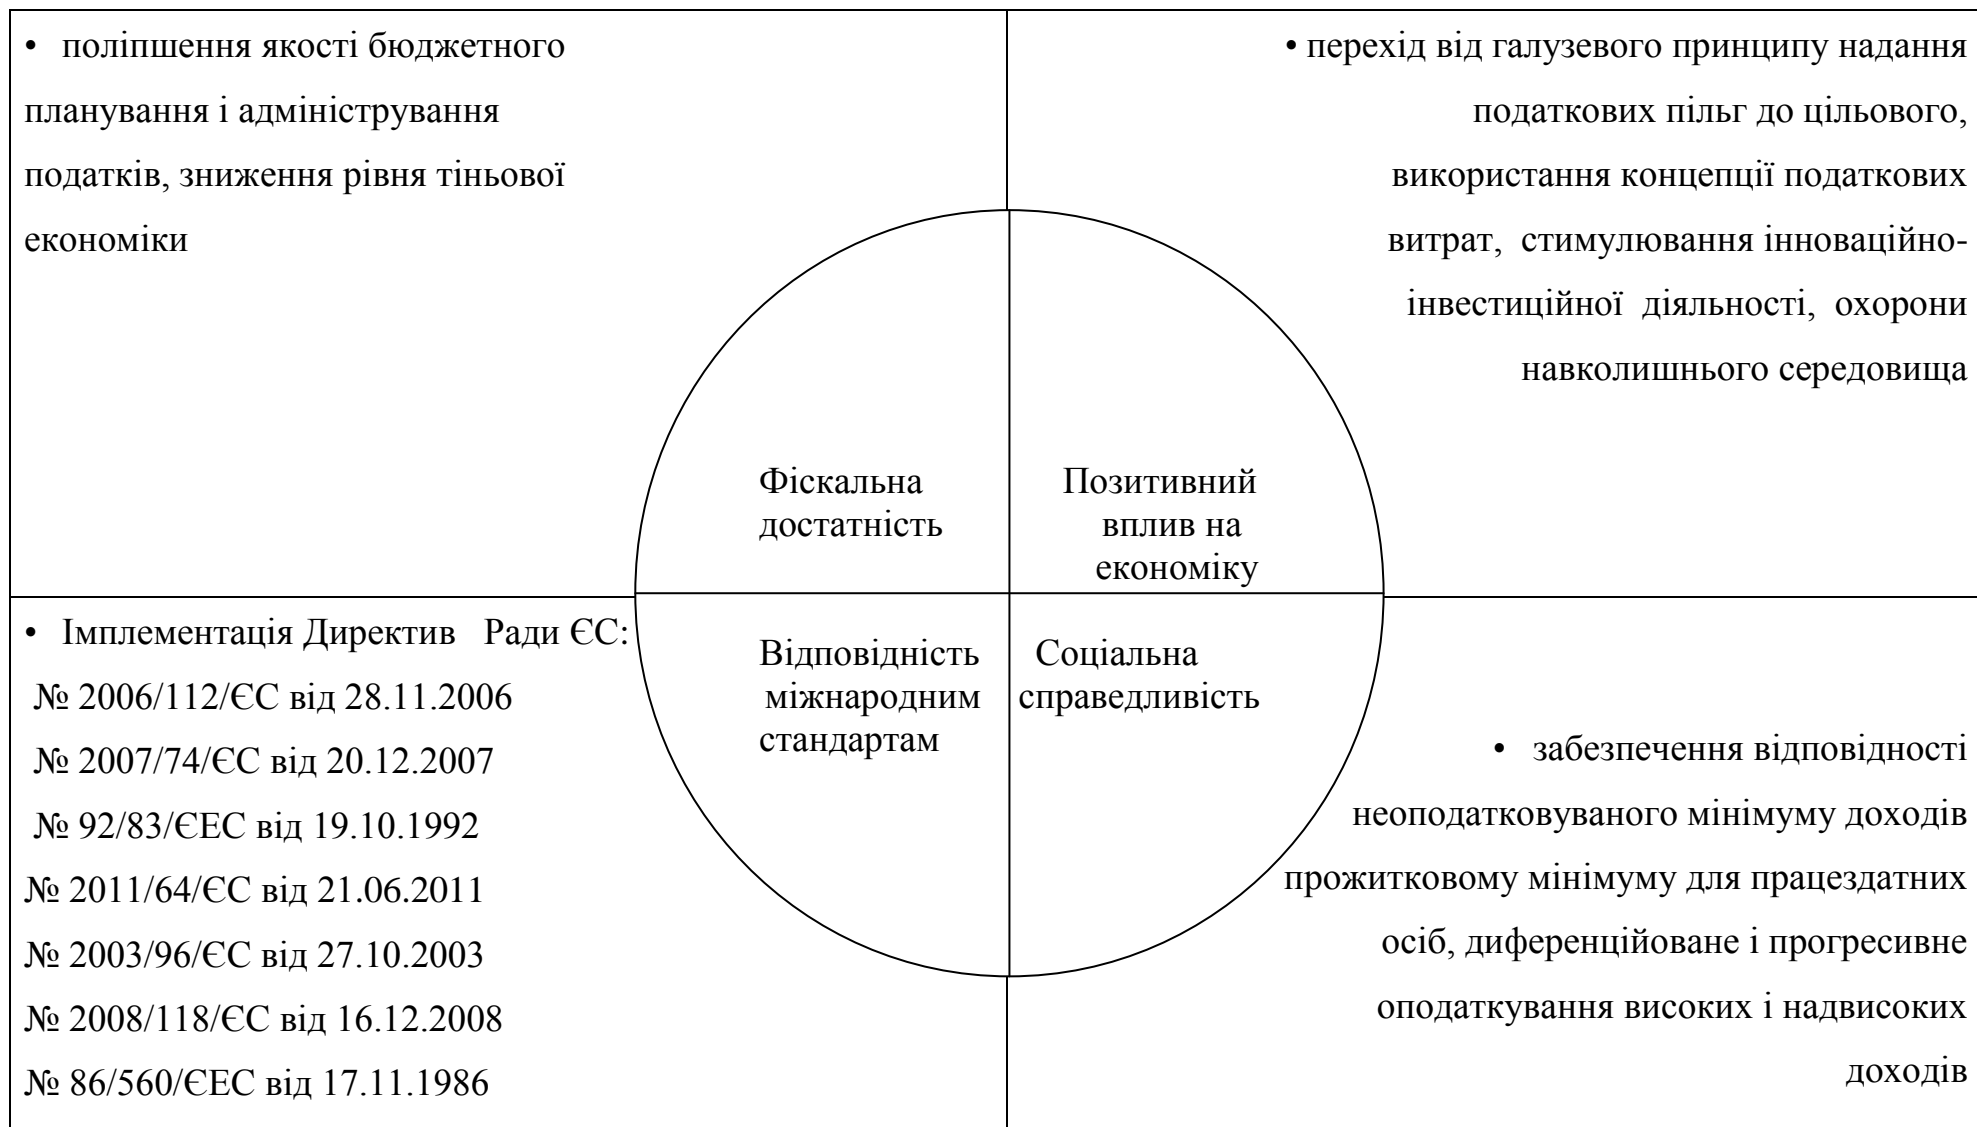 • поліпшення якості бюджетного
планування і адміністрування
податків, зниження рівня тіньової
економіки
• перехід від галузевого принципу надання
податкових пільг до цільового,
використання концепції податкових
витрат, стимулювання інноваційно-
інвестиційної діяльності, охорони
навколишнього середовища
Фіскальна
достатність
Позитивний
вплив на
економіку
• Імплементація Директив Ради ЄС:
№ 2006/112/ЄС від 28.11.2006
№ 2007/74/ЄС від 20.12.2007
№ 92/83/ЄЕС від 19.10.1992
№ 2011/64/ЄС від 21.06.2011
№ 2003/96/ЄС від 27.10.2003
№ 2008/118/ЄС від 16.12.2008
№ 86/560/ЄЕС від 17.11.1986
Відповідність
міжнародним
стандартам
Соціальна
справедливість
• забезпечення відповідності
неоподатковуваного мінімуму доходів
прожитковому мінімуму для працездатних
осіб, диференційоване і прогресивне
оподаткування високих і надвисоких
доходів